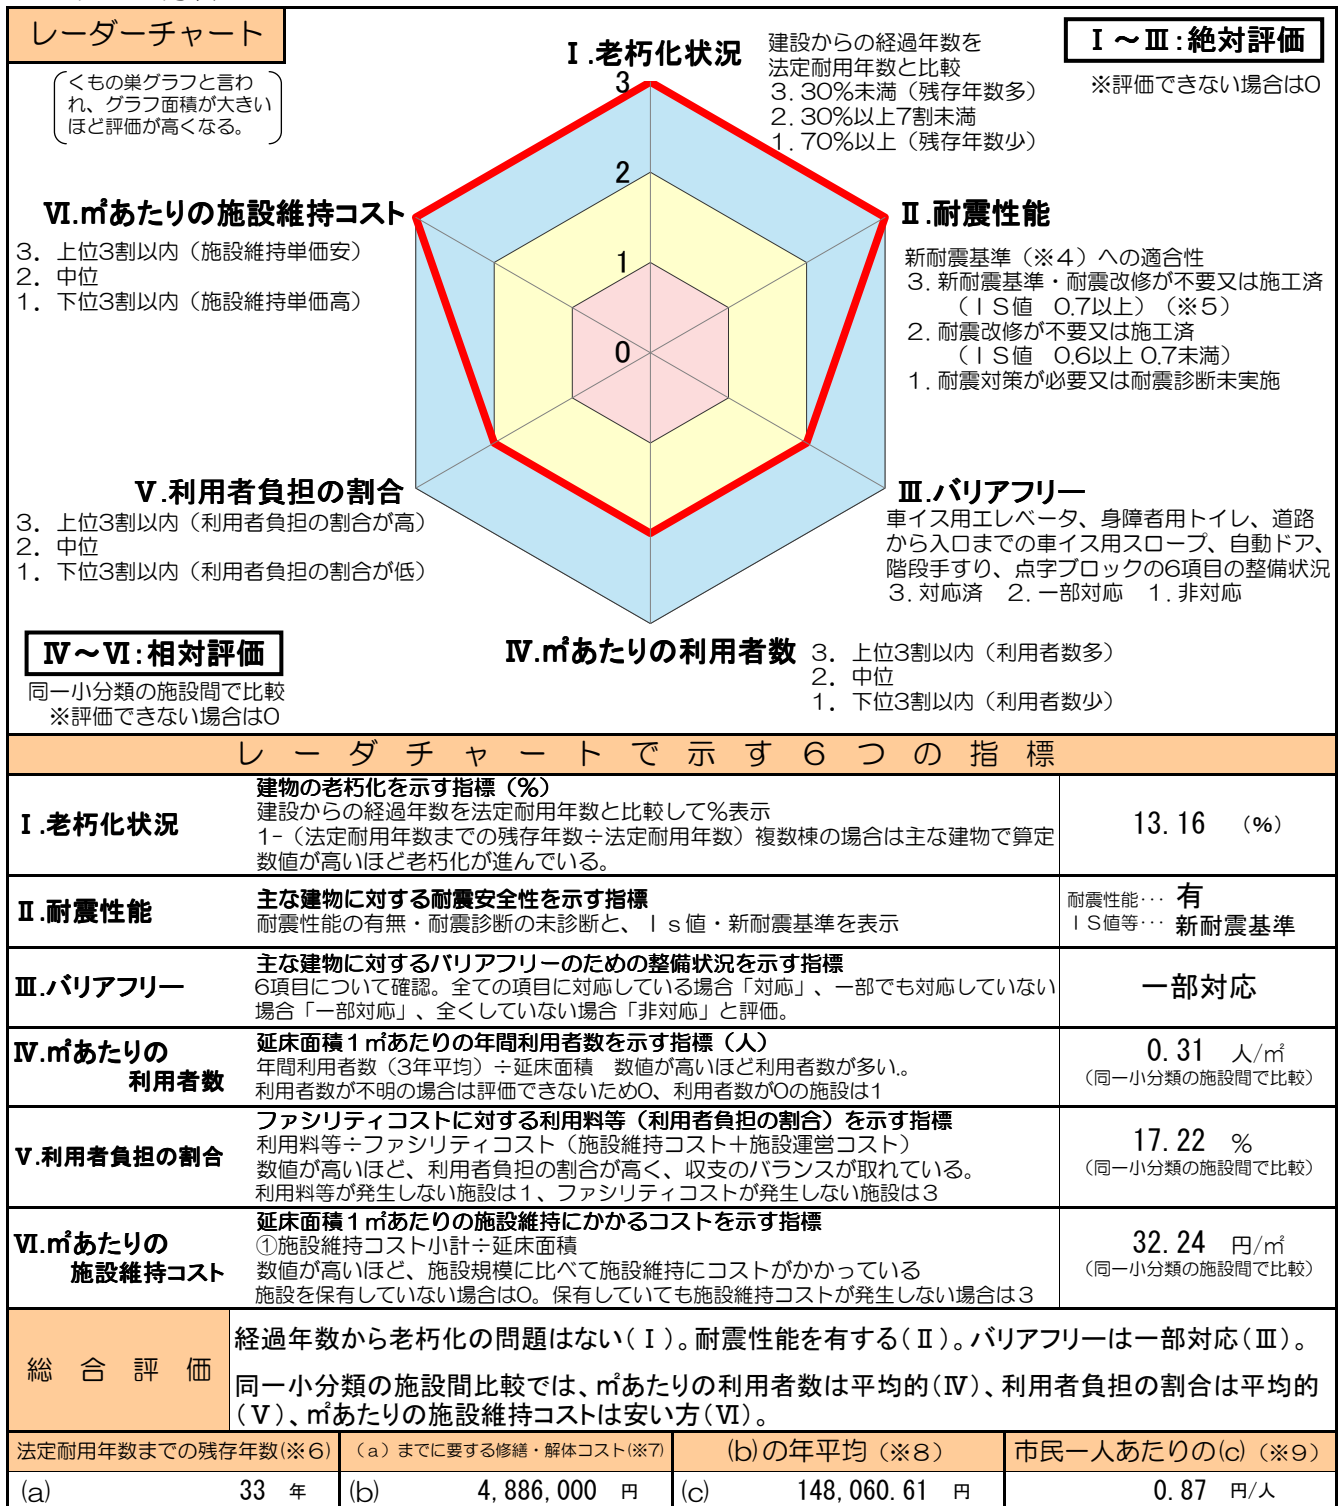 レーダーチャート
くもの巣グラフと言わ
れ、グラフ面積が大きい
ほど評価が高くなる。
Ⅰ.老朽化状況
建設からの経過年数を
法定耐用年数と比較
3.30%未満（残存年数多）
2.30%以上7割未満
1.70%以上（残存年数少）
Ⅰ～Ⅲ:絶対評価
※評価できない場合は0
3
2
1
0
Ⅵ.㎡あたりの施設維持コスト
3．上位3割以内（施設維持単価安）
2．中位
1．下位3割以内（施設維持単価高）
Ⅱ.耐震性能
新耐震基準（※4）への適合性
3.新耐震基準・耐震改修が不要又は施工済
（ＩＳ値　0.7以上）（※5）
2.耐震改修が不要又は施工済
（ＩＳ値　0.6以上 0.7未満）
1.耐震対策が必要又は耐震診断未実施
Ⅴ.利用者負担の割合
3．上位3割以内（利用者負担の割合が高）
2．中位
1．下位3割以内（利用者負担の割合が低）
Ⅲ.バリアフリー
車イス用エレベータ、身障者用トイレ、道路
から入口までの車イス用スロープ、自動ドア、
階段手すり、点字ブロックの6項目の整備状況
3.対応済　2.一部対応　1.非対応
Ⅳ～Ⅵ:相対評価
同一小分類の施設間で比較
※評価できない場合は0
Ⅳ.㎡あたりの利用者数
3．上位3割以内（利用者数多）
2．中位
1．下位3割以内（利用者数少）
レーダチャートで示す6つの指標
Ⅰ.老朽化状況
建物の老朽化を示す指標（%）
建設からの経過年数を法定耐用年数と比較して%表示
1-（法定耐用年数までの残存年数÷法定耐用年数）複数棟の場合は主な建物で算定
数値が高いほど老朽化が進んでいる。
13.16　（%）
Ⅱ.耐震性能
主な建物に対する耐震安全性を示す指標
耐震性能の有無・耐震診断の未診断と、Ｉｓ値・新耐震基準を表示
耐震性能･･･ 有
ＩＳ値等･･･ 新耐震基準
Ⅲ.バリアフリー
主な建物に対するバリアフリーのための整備状況を示す指標
6項目について確認。全ての項目に対応している場合「対応」、一部でも対応していない
場合「一部対応」、全くしていない場合「非対応」と評価。
一部対応
Ⅳ.㎡あたりの
利用者数
延床面積1㎡あたりの年間利用者数を示す指標（人）
年間利用者数（3年平均）÷延床面積　数値が高いほど利用者数が多い。
利用者数が不明の場合は評価できないため0、利用者数が0の施設は1
0.31　人/㎡
（同一小分類の施設間で比較）
Ⅴ.利用者負担の割合
ファシリティコストに対する利用料等（利用者負担の割合）を示す指標
利用料等÷ファシリティコスト（施設維持コスト＋施設運営コスト）
数値が高いほど、利用者負担の割合が高く、収支のバランスが取れている。
利用料等が発生しない施設は1、ファシリティコストが発生しない施設は3
17.22　%
（同一小分類の施設間で比較）
Ⅵ.㎡あたりの
施設維持コスト
延床面積1㎡あたりの施設維持にかかるコストを示す指標
①施設維持コスト小計÷延床面積
数値が高いほど、施設規模に比べて施設維持にコストがかかっている
施設を保有していない場合は0。保有していても施設維持コストが発生しない場合は3
32.24　円/㎡
（同一小分類の施設間で比較）
総合評価
経過年数から老朽化の問題はない(Ⅰ)。耐震性能を有する(Ⅱ)。バリアフリーは一部対応(Ⅲ)。
同一小分類の施設間比較では、㎡あたりの利用者数は平均的(Ⅳ)、利用者負担の割合は平均的
(Ⅴ)、㎡あたりの施設維持コストは安い方(Ⅵ)。
法定耐用年数までの残存年数(※6)
（a）までに要する修繕・解体コスト(※7)
(b)の年平均（※8）
市民一人あたりの(c)（※9）
(a)　33 年
(b)　4,886,000 円
(c)　148,060.61 円
0.87 円/人